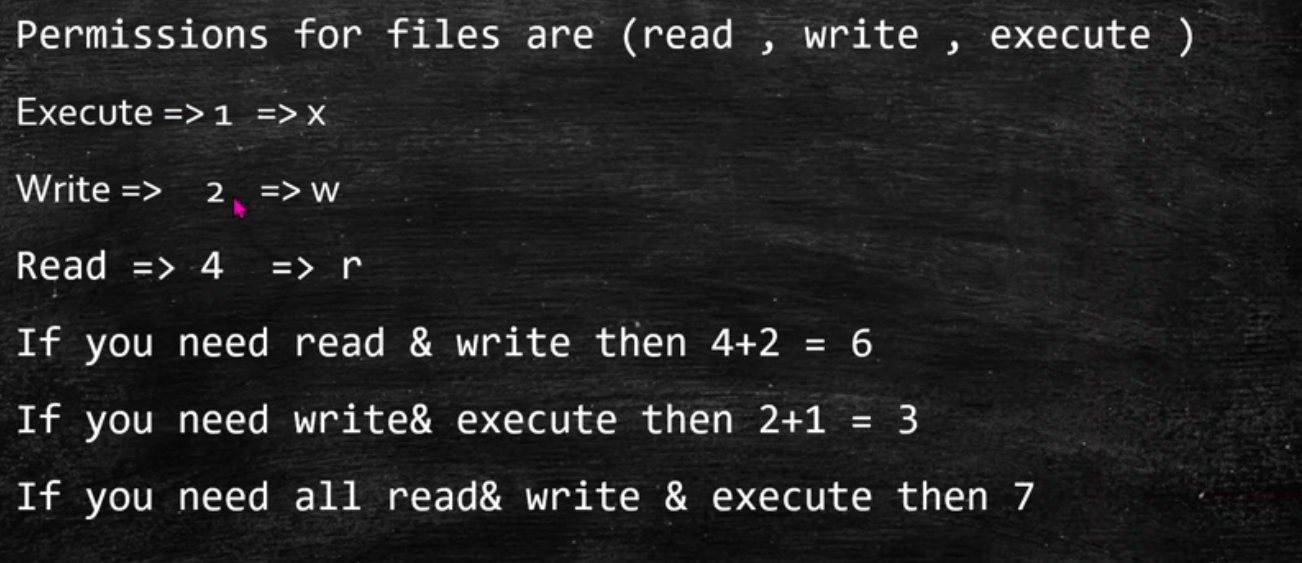 Permissions for files are (read , write , execute )
Execute => 1 => x
Write => 2 => w
Read => 4 => r
If you need read & write then 4+2 = 6
If you need write& execute then 2+1 = 3
If you need all read& write & execute then 7